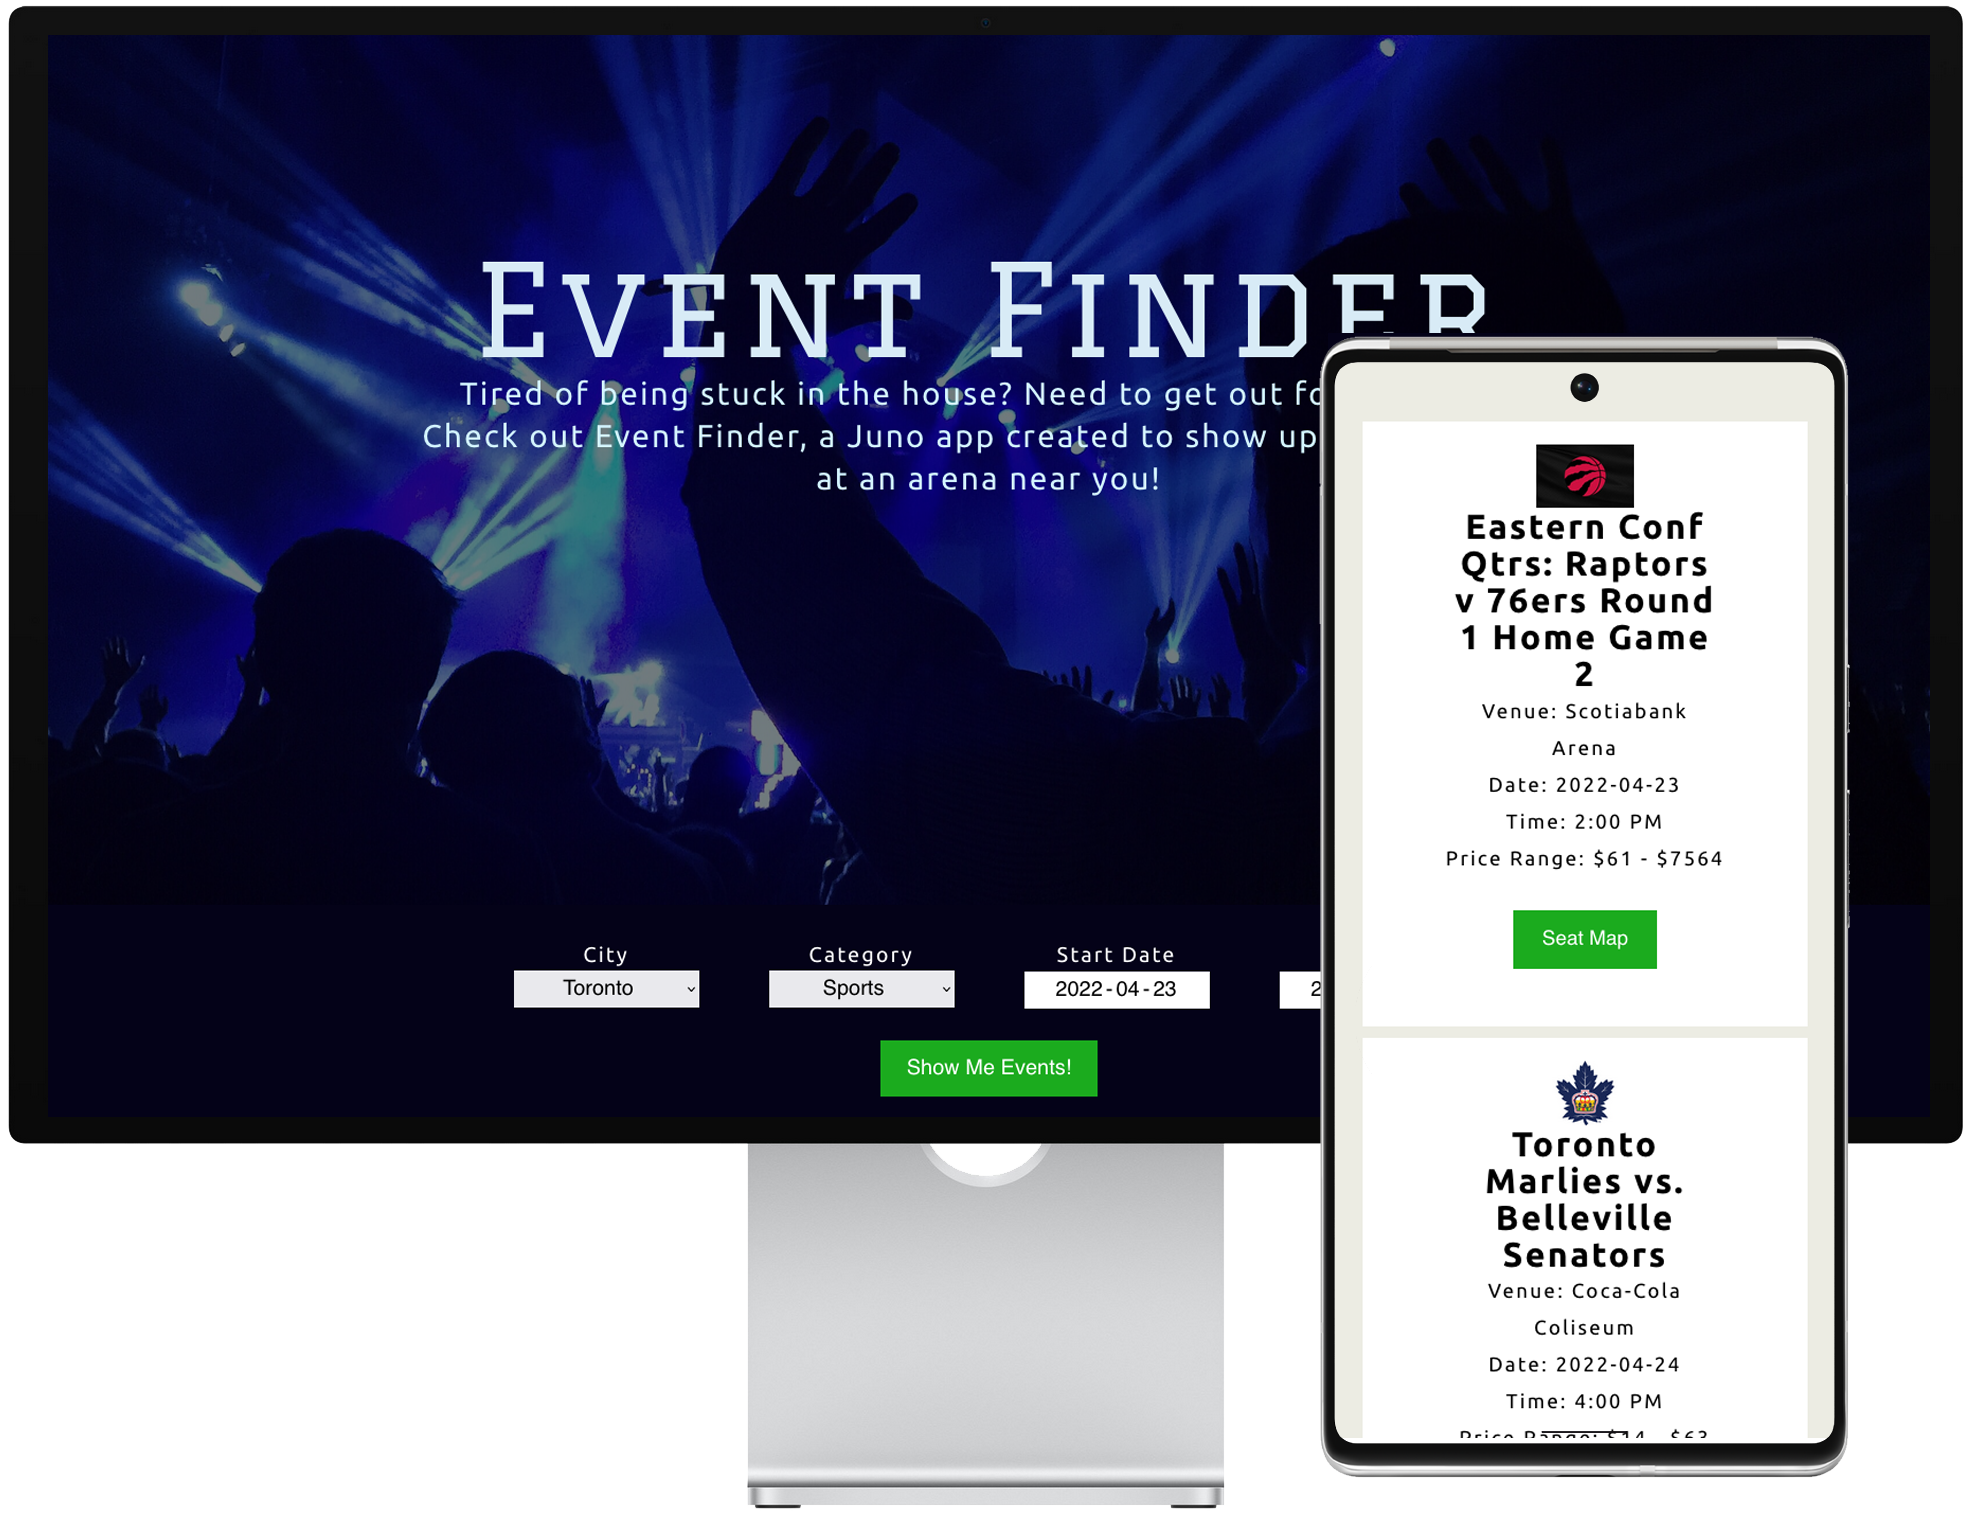 Event Finder
Tired of being stuck in the house? Need to get out
Check out Event Finder, a Juno app created to show up
at an arena near you!
City
Category
Start Date
Toronto
Sports
2022-04-23
2
Show Me Events!
Eastern Conf
Qtrs: Raptors
v 76ers Round
1 Home Game
2
Venue: Scotiabank
Arena
Date: 2022-04-23
Time: 2:00 PM
Price Range: $61 - $7564
Seat Map
Toronto
Marlies vs.
Belleville
Senators
Venue: Coca-Cola
Coliseum
Date: 2022-04-24
Time: 4:00 PM
Price Range: $14 - $63